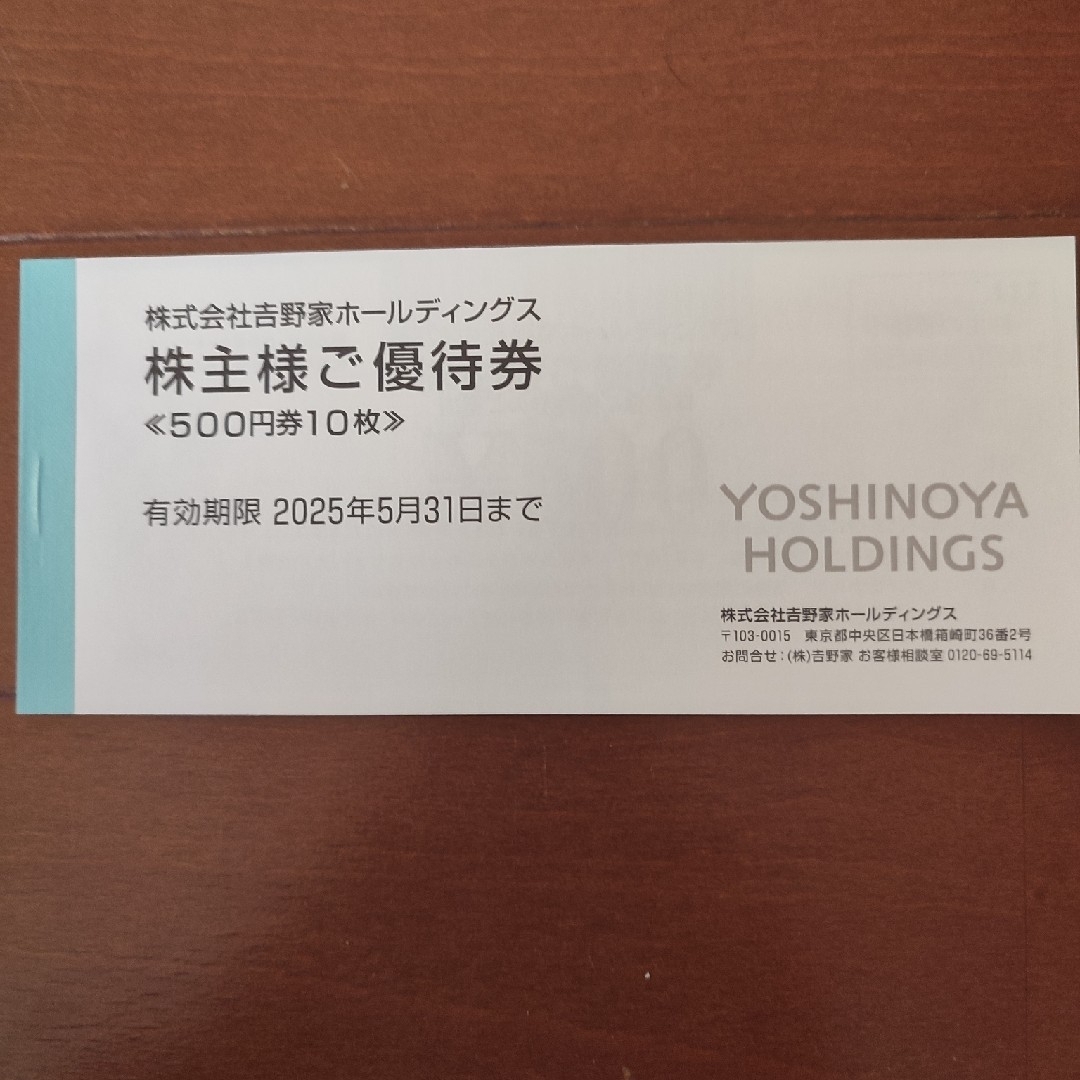 株式会社𠮷野家ホールディングス
株主様ご優待券
≪500円券10枚≫
有効期限 2025年5月31日まで
YOSHINOYA
HOLDINGS
株式会社𠮷野家ホールディングス
〒103-0015 東京都中央区日本橋箱崎町36番2号
お問合せ:(株)𠮷野家 お客様相談室 0120-69-5114